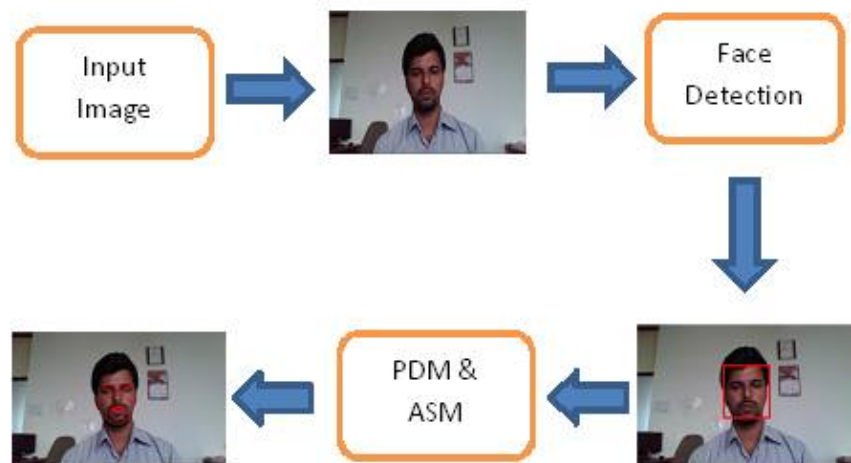 Input
Image
Face
Detection
PDM &
ASM